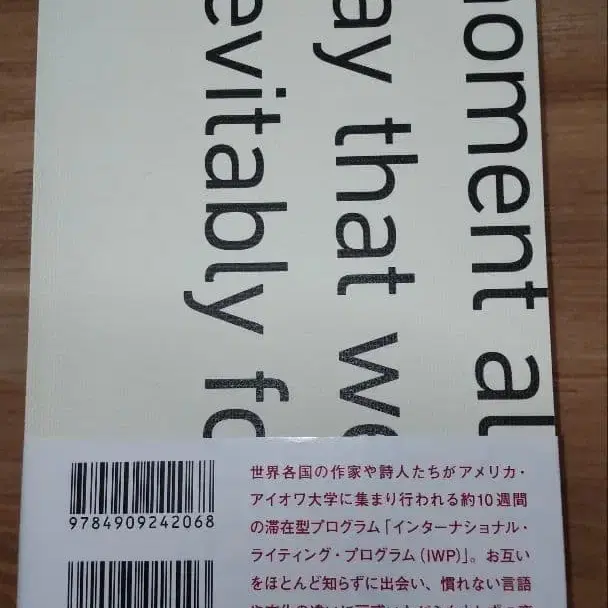 oment al
ay that we
evitably fo
9784909242068
世界各国の作家や詩人たちがアメリカ・
アイオワ大学に集まり行われる約10週間
の滞在型プログラム「インターナショナル・
ライティング・プログラム（IWP）」。お互い
をほとんど知らずに出会い、慣れない言語